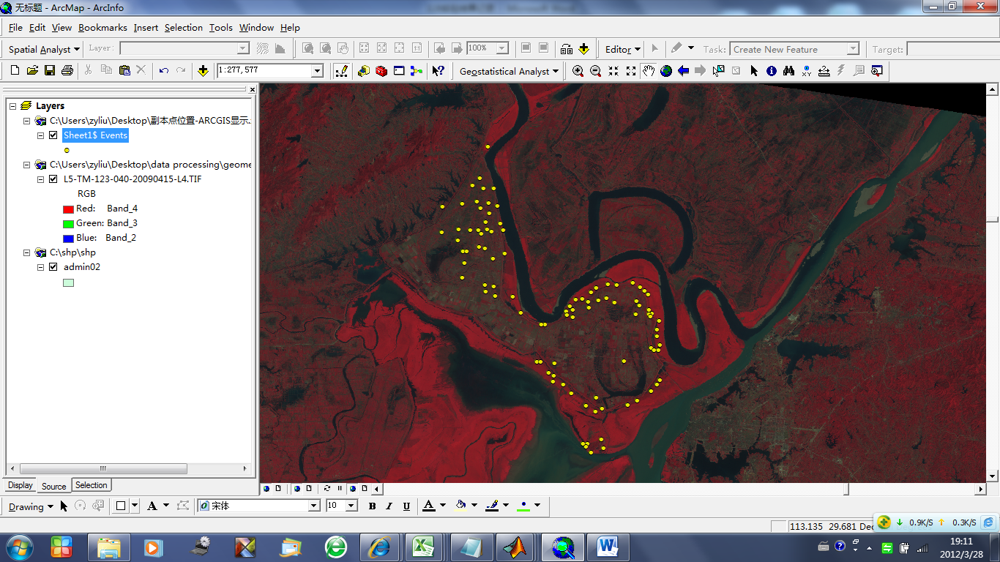 无标题 - ArcMap - ArcInfo
File Edit View Bookmarks Insert Selection Tools Window Help
Spatial Analyst Layer: 100% Editor Task: Create New Feature Target:
1:277,577 Geostatistical Analyst
Layers
C:\Users\zyliu\Desktop\副本点位置-ARCGIS显示.
Sheet1$ Events
C:\Users\zyliu\Desktop\data processing\geome
L5-TM-123-040-20090415-L4.TIF
RGB
Red: Band_4
Green: Band_3
Blue: Band_2
C:\shp\shp
admin02
Display Source Selection
Drawing A 宋体 10 B I U A
113.135 29.681 Dec
0.9K/S 0.3K/S
19:11
2012/3/28